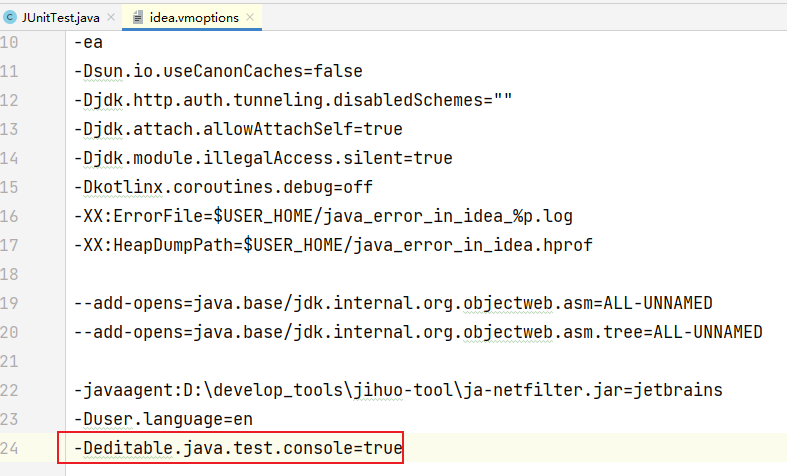 JUnitTest.java idea.vmoptions
10 -ea
11 -Dsun.io.useCanonCaches=false
12 -Djdk.http.auth.tunneling.disabledSchemes=""
13 -Djdk.attach.allowAttachSelf=true
14 -Djdk.module.illegalAccess.silent=true
15 -Dkotlinx.coroutines.debug=off
16 -XX:ErrorFile=$USER_HOME/java_error_in_idea_%p.log
17 -XX:HeapDumpPath=$USER_HOME/java_error_in_idea.hprof
18
19 --add-opens=java.base/jdk.internal.org.objectweb.asm=ALL-UNNAMED
20 --add-opens=java.base/jdk.internal.org.objectweb.asm.tree=ALL-UNNAMED
21
22 -javaagent:D:\develop_tools\jihuo-tool\ja-netfilter.jar=jetbrains
23 -Duser.language=en
24 -Deditable.java.test.console=true